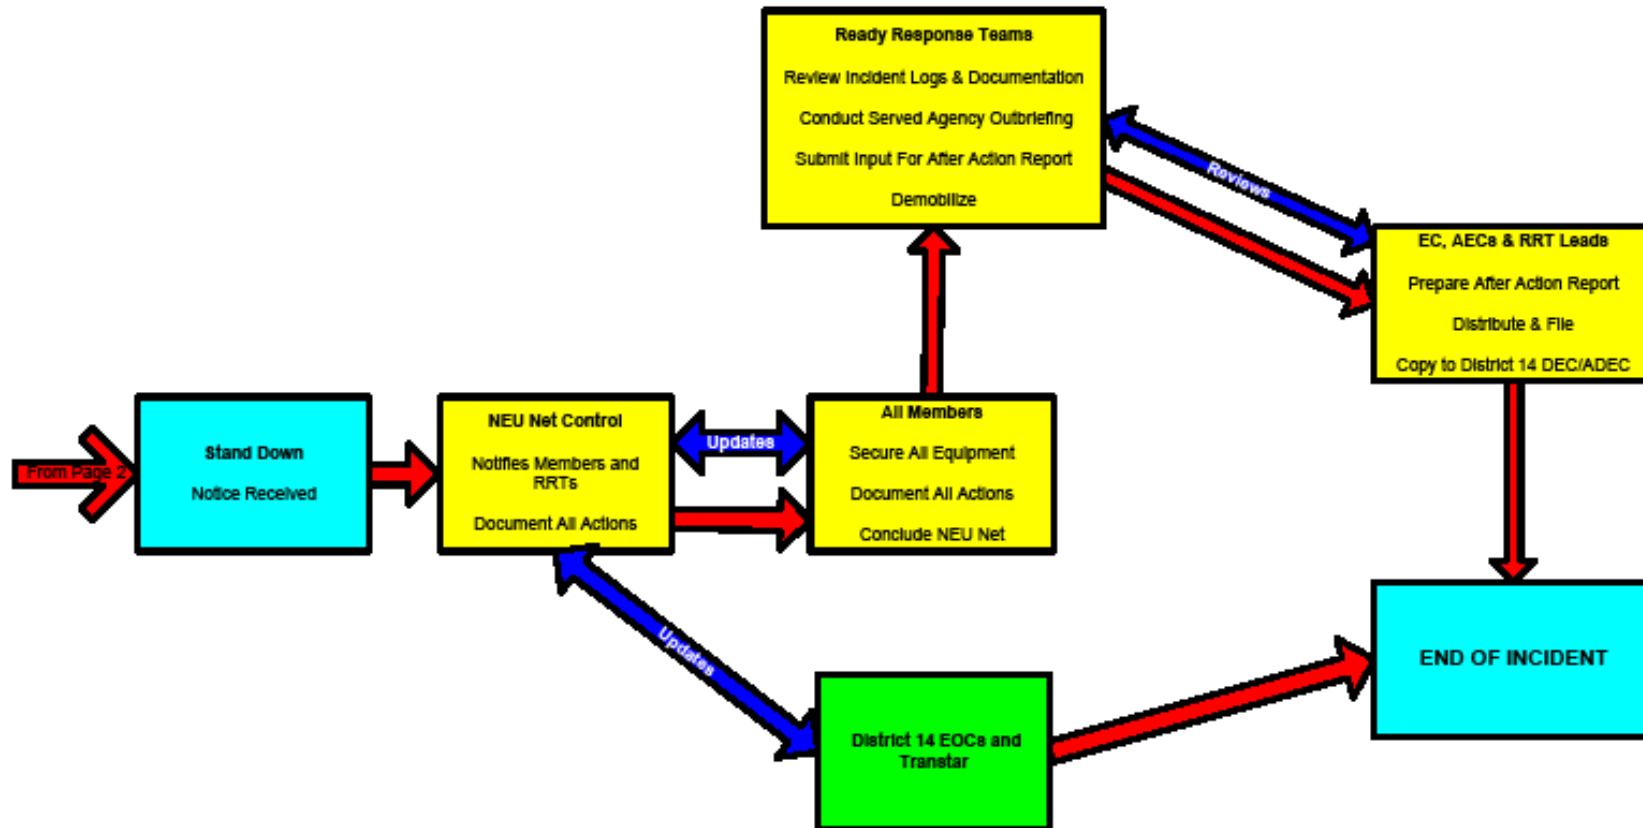 Ready Response Teams
Review Incident Logs & Documentation
Conduct Served Agency Outbriefing
Submit Input For After Action Report
Demobilize
Reviews
EC, AECs & RRT Leads
Prepare After Action Report
Distribute & File
Copy to District 14 DEC/ADEC
From Page 2
Stand Down
Notice Received
NEU Net Control
Notifies Members and
RRTs
Document All Actions
Updates
All Members
Secure All Equipment
Document All Actions
Conclude NEU Net
Updates
District 14 EOCs and
Transtar
END OF INCIDENT